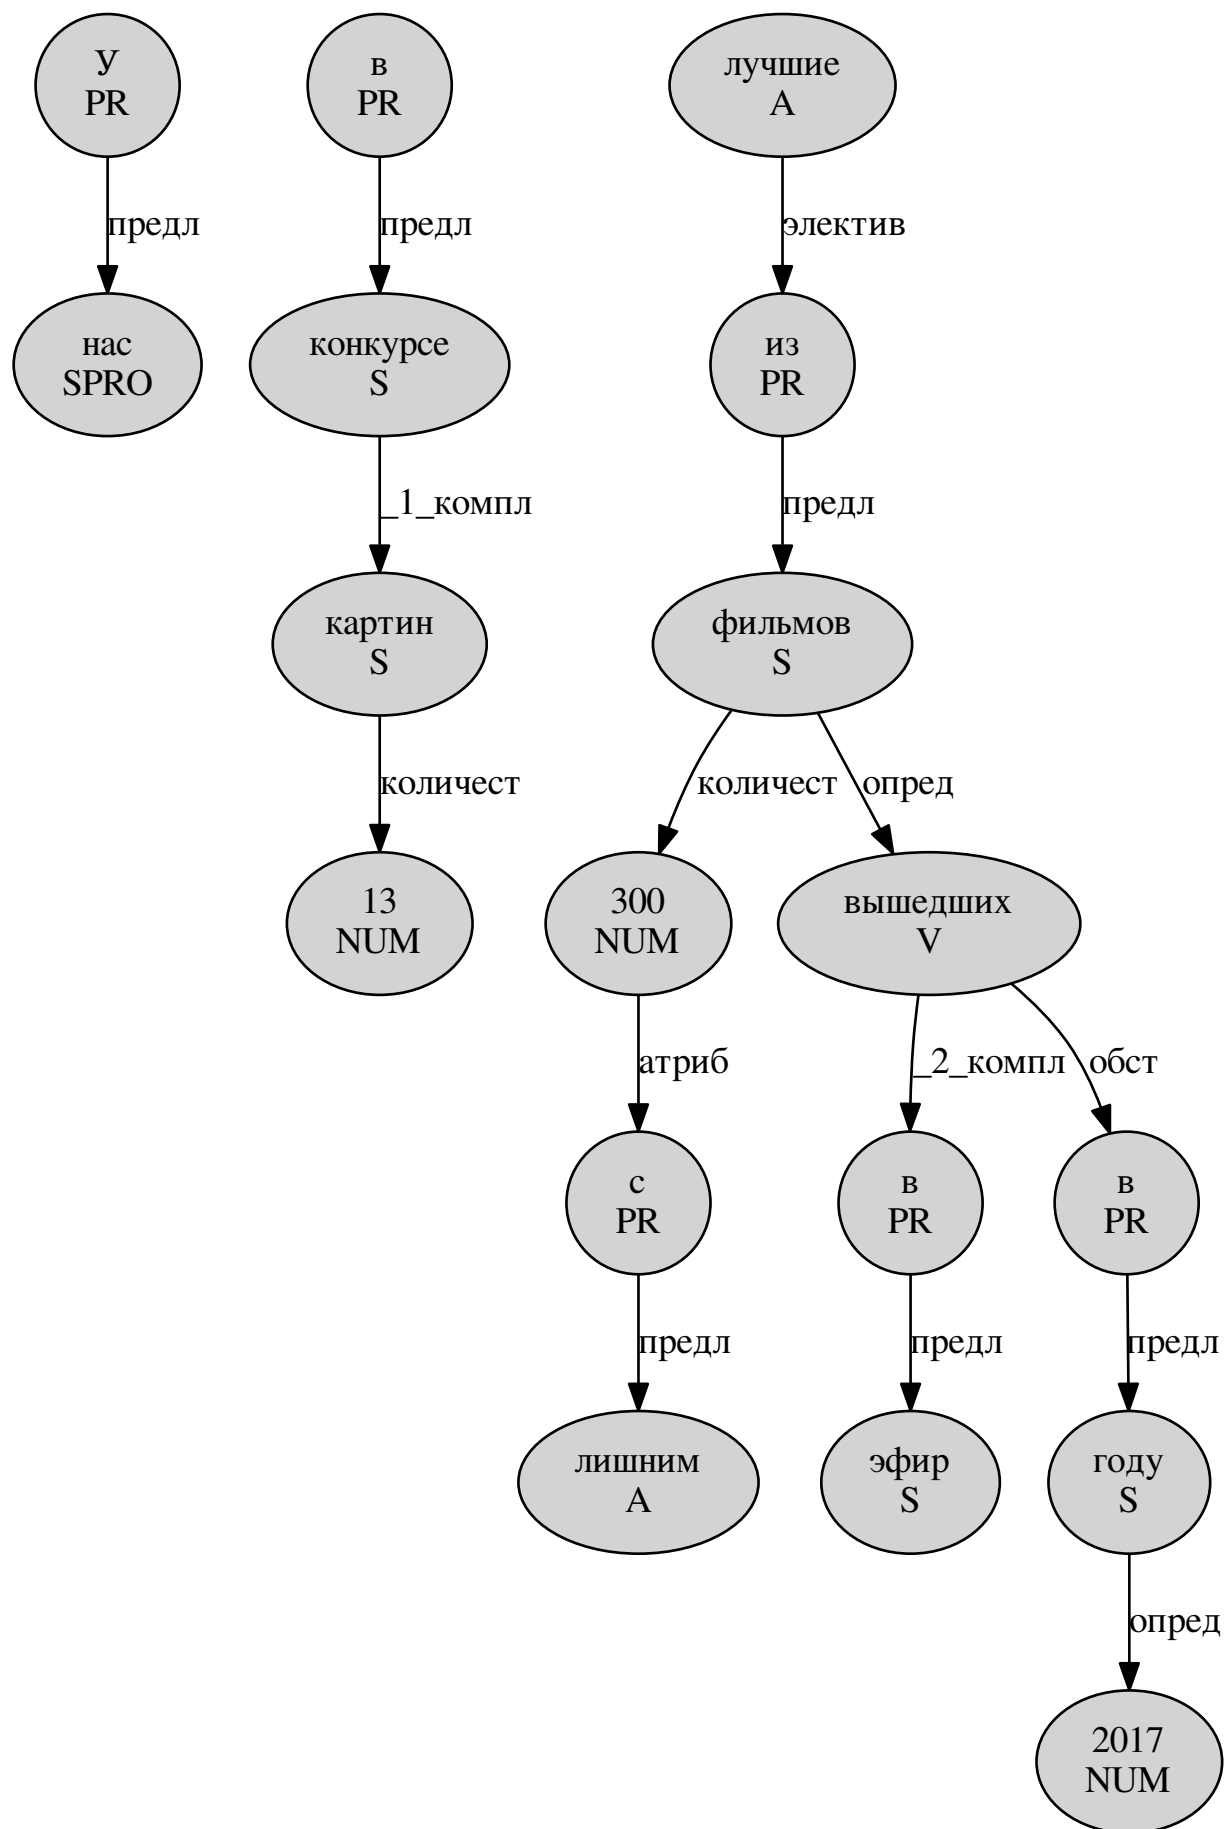 У
PR
в
PR
лучшие
A
предл
предл
электив
нас
SPRO
конкурсе
S
из
PR
_1_компл
предл
картин
S
фильмов
S
количест
количест
опред
13
NUM
300
NUM
вышедших
V
атриб
_2_компл
обст
с
PR
в
PR
в
PR
предл
предл
предл
лишним
A
эфир
S
году
S
опред
2017
NUM